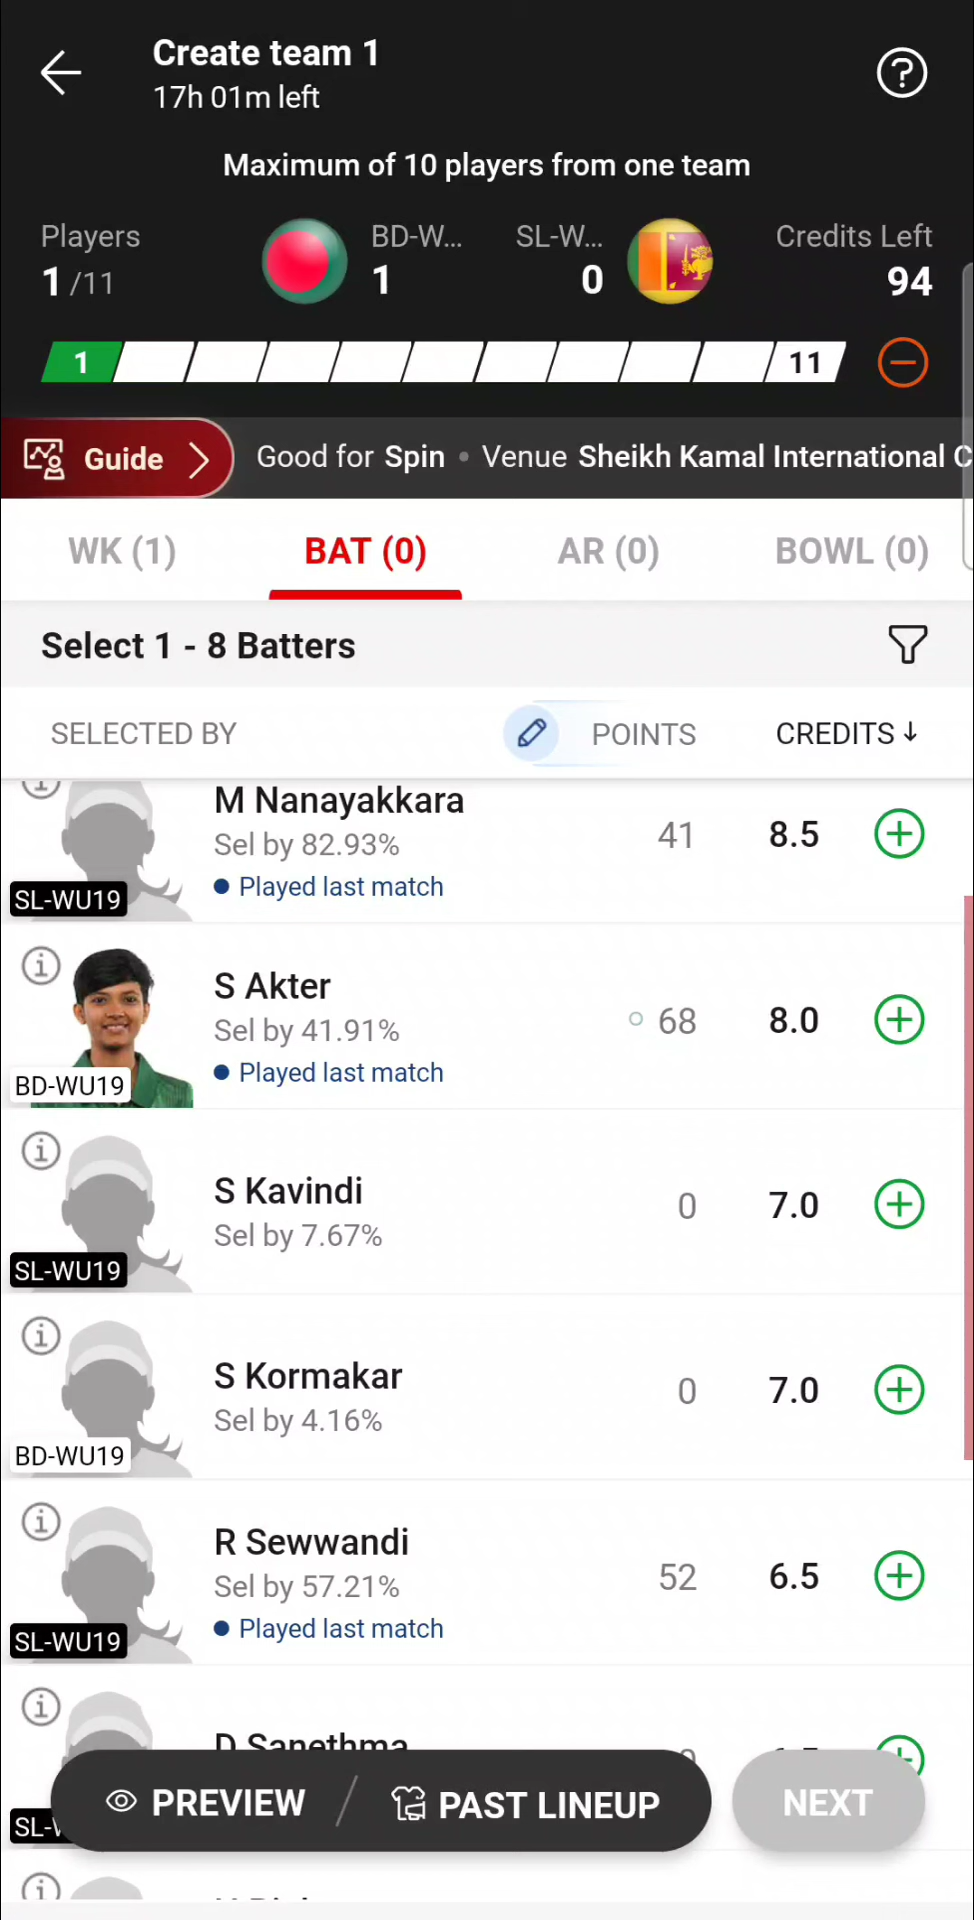 Create team 1
17h 01m left
Maximum of 10 players from one team
Players
1 /11
BD-W...
1
SL-W...
0
Credits Left
94
1
11
Guide
Good for Spin • Venue Sheikh Kamal International C
WK (1)
BAT (0)
AR (0)
BOWL (0)
Select 1 - 8 Batters
SELECTED BY
POINTS
CREDITS ↓
M Nanayakkara
Sel by 82.93%
Played last match
41
8.5
SL-WU19
S Akter
Sel by 41.91%
Played last match
68
8.0
BD-WU19
S Kavindi
Sel by 7.67%
0
7.0
SL-WU19
S Kormakar
Sel by 4.16%
0
7.0
BD-WU19
R Sewwandi
Sel by 57.21%
Played last match
52
6.5
SL-WU19
D Sanethma
SL-
PREVIEW / PAST LINEUP
NEXT